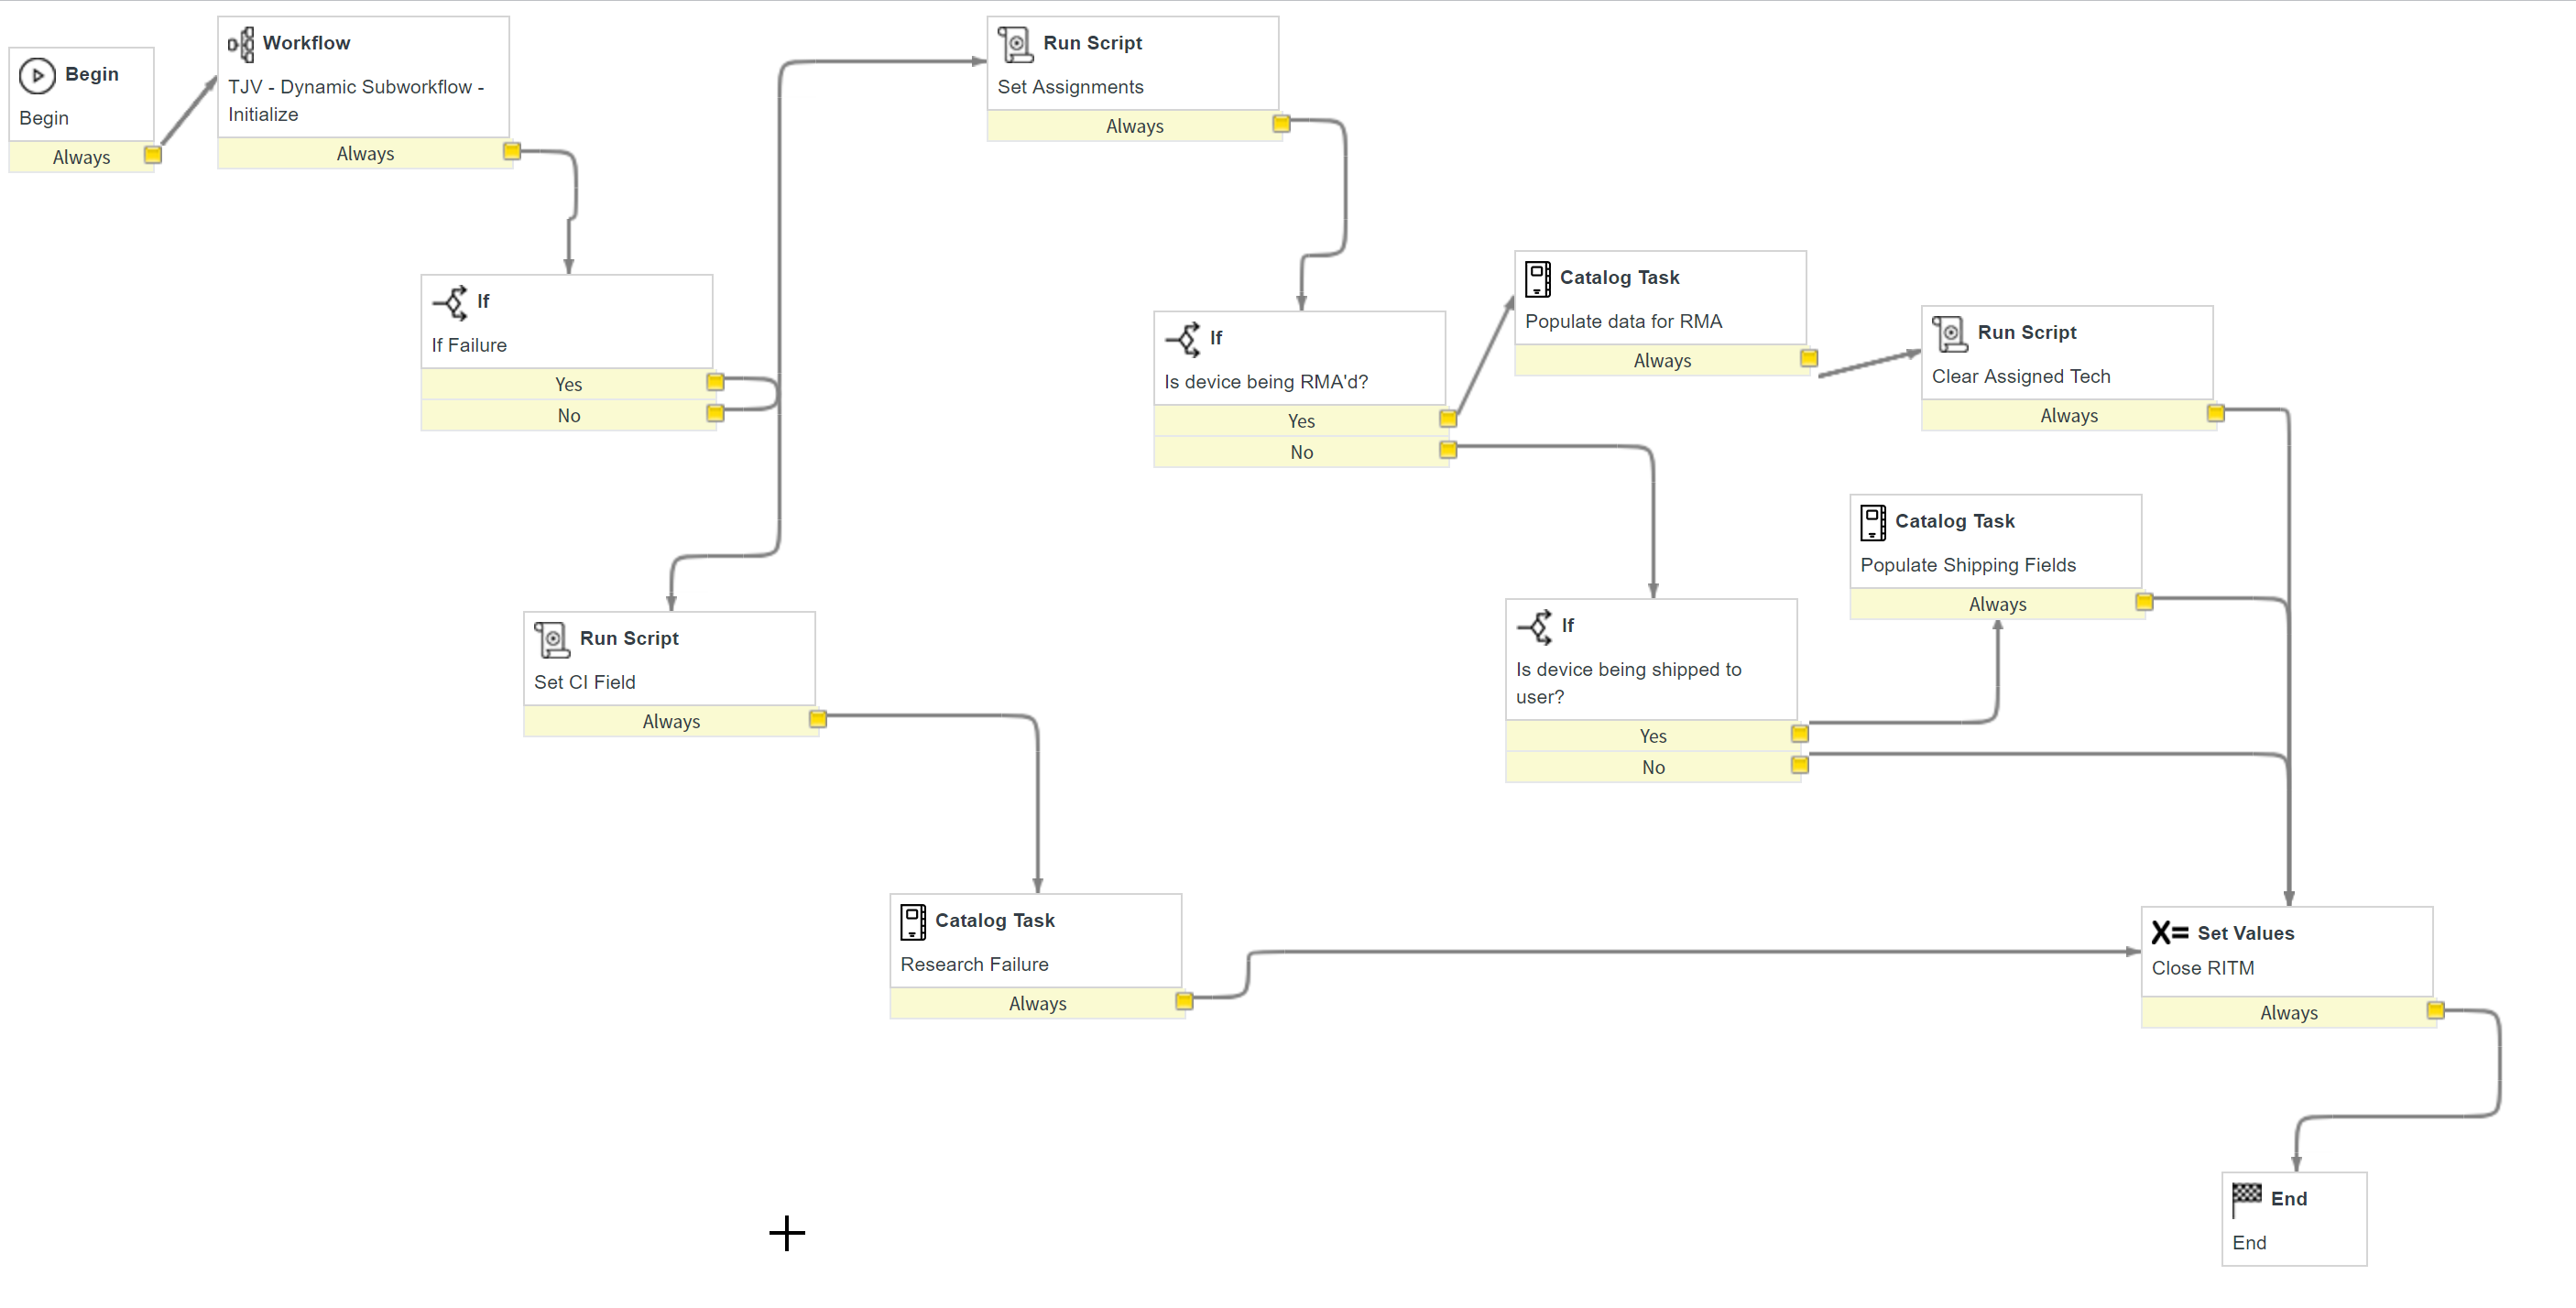 Begin
Begin
Always
Workflow
TJV - Dynamic Subworkflow -
Initialize
Always
If
If Failure
Yes
No
Run Script
Set Assignments
Always
If
Is device being RMA'd?
Yes
No
Catalog Task
Populate data for RMA
Always
Run Script
Clear Assigned Tech
Always
Catalog Task
Populate Shipping Fields
Always
If
Is device being shipped to
user?
Yes
No
Run Script
Set CI Field
Always
Catalog Task
Research Failure
Always
X= Set Values
Close RITM
Always
End
End